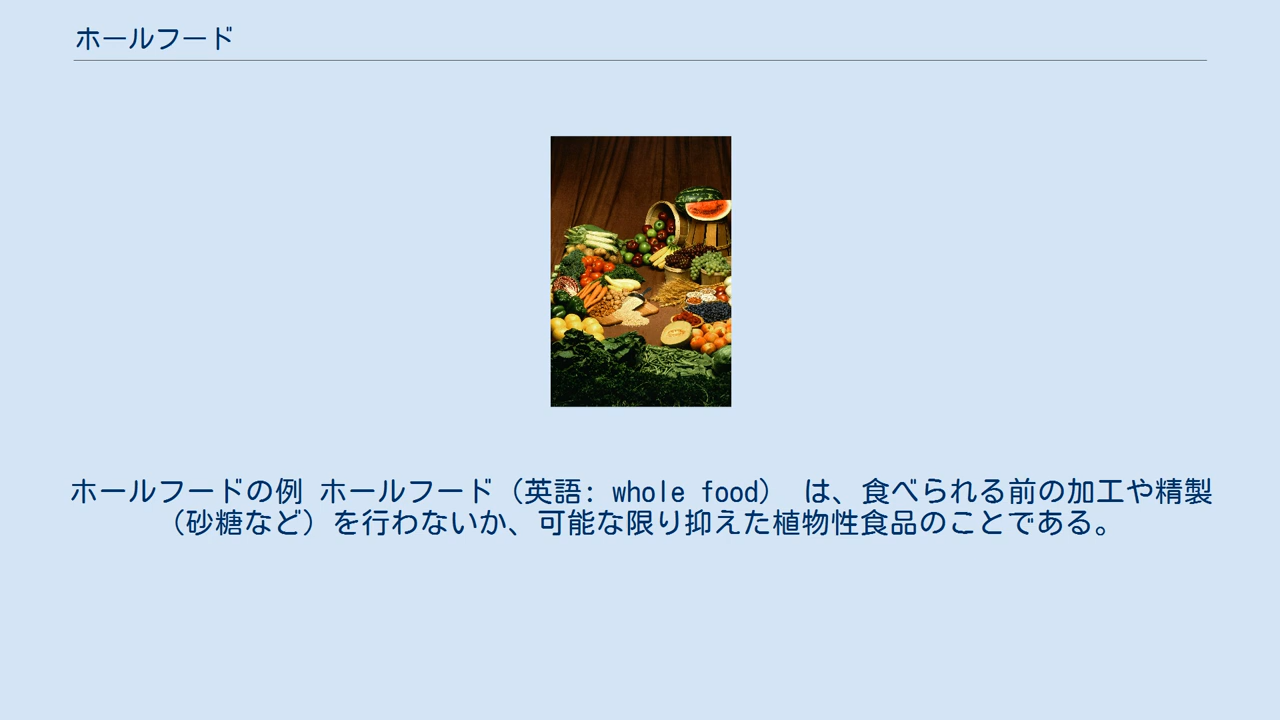 ホールフード
ホールフードの例 ホールフード（英語: whole food） は、食べられる前の加工や精製
（砂糖など）を行わないか、可能な限り抑えた植物性食品のことである。